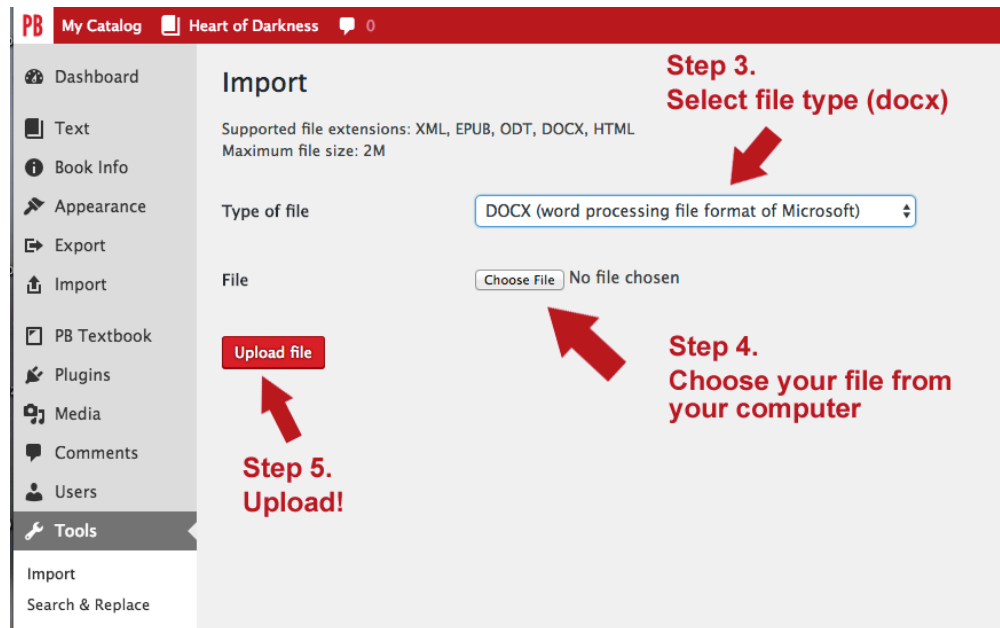 PB My Catalog Heart of Darkness 0
Dashboard
Text
Book Info
Appearance
Export
Import
PB Textbook
Plugins
Media
Comments
Users
Tools
Import
Search & Replace
Import
Supported file extensions: XML, EPUB, ODT, DOCX, HTML
Maximum file size: 2M
Step 3.
Select file type (docx)
Type of file DOCX (word processing file format of Microsoft)
File Choose File No file chosen
Step 4.
Choose your file from
your computer
Upload file
Step 5.
Upload!